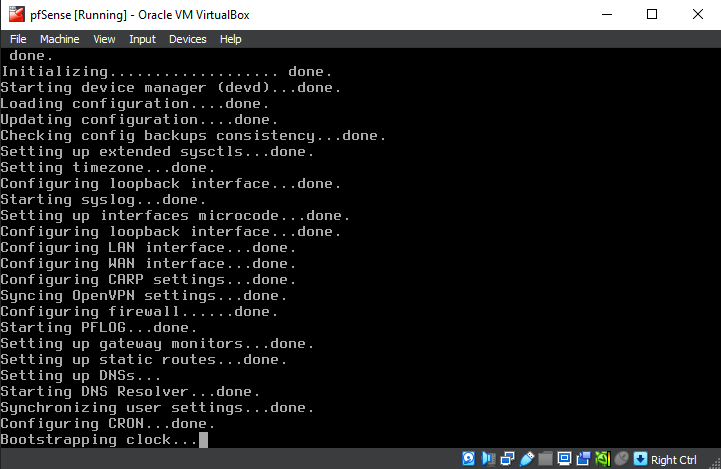 pfSense [Running] - Oracle VM VirtualBox
File Machine View Input Devices Help
done.
Initializing................... done.
Starting device manager (devd)...done.
Loading configuration....done.
Updating configuration....done.
Checking config backups consistency...done.
Setting up extended sysctls...done.
Setting timezone...done.
Configuring loopback interface...done.
Starting syslog...done.
Setting up interfaces microcode...done.
Configuring loopback interface...done.
Configuring LAN interface...done.
Configuring WAN interface...done.
Configuring CARP settings...done.
Syncing OpenVPN settings...done.
Configuring firewall......done.
Starting PFLOG...done.
Setting up gateway monitors...done.
Setting up static routes...done.
Setting up DNSs...
Starting DNS Resolver...done.
Synchronizing user settings...done.
Configuring CRON...done.
Bootstrapping clock...
Right Ctrl